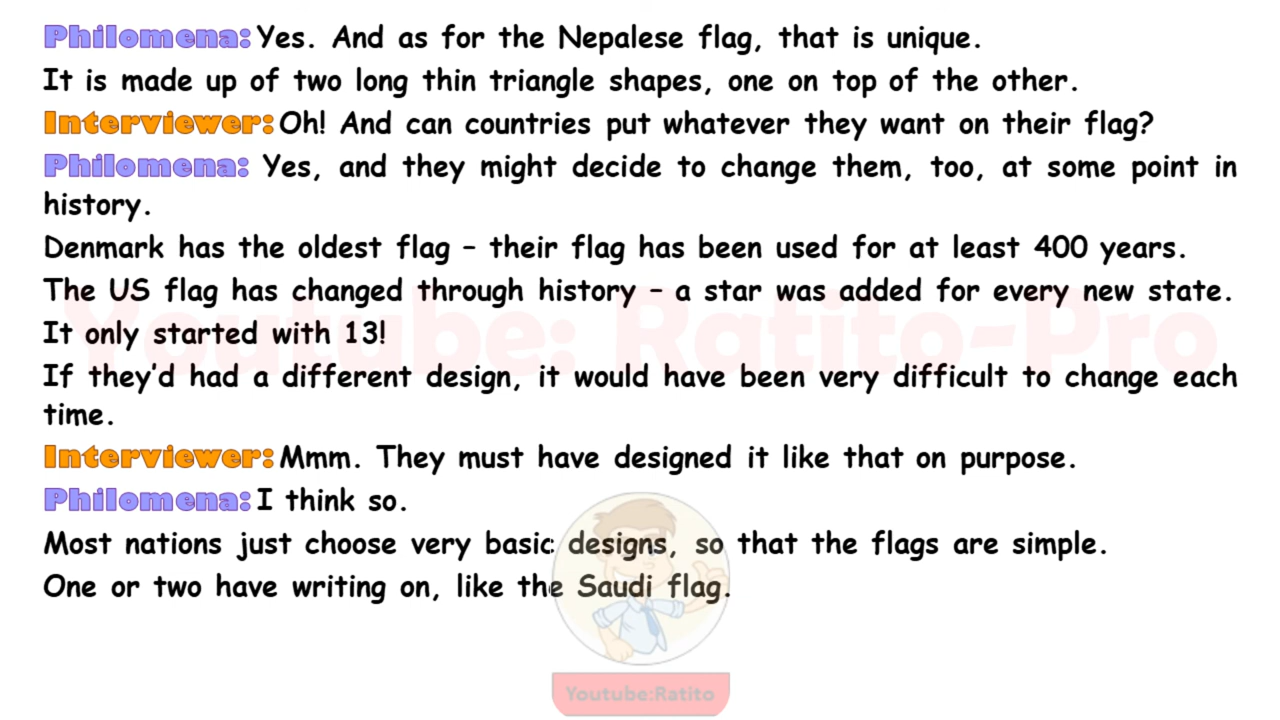 Philomena: Yes. And as for the Nepalese flag, that is unique.
It is made up of two long thin triangle shapes, one on top of the other.
Interviewer: Oh! And can countries put whatever they want on their flag?
Philomena: Yes, and they might decide to change them, too, at some point in
history.
Denmark has the oldest flag – their flag has been used for at least 400 years.
The US flag has changed through history – a star was added for every new state.
Youtube: Ratito-Pro
It only started with 13!
If they'd had a different design, it would have been very difficult to change each
time.
Interviewer: Mmm. They must have designed it like that on purpose.
Philomena: I think so.
Most nations just choose very basic designs, so that the flags are simple.
One or two have writing on, like the Saudi flag.
Youtube:Ratito